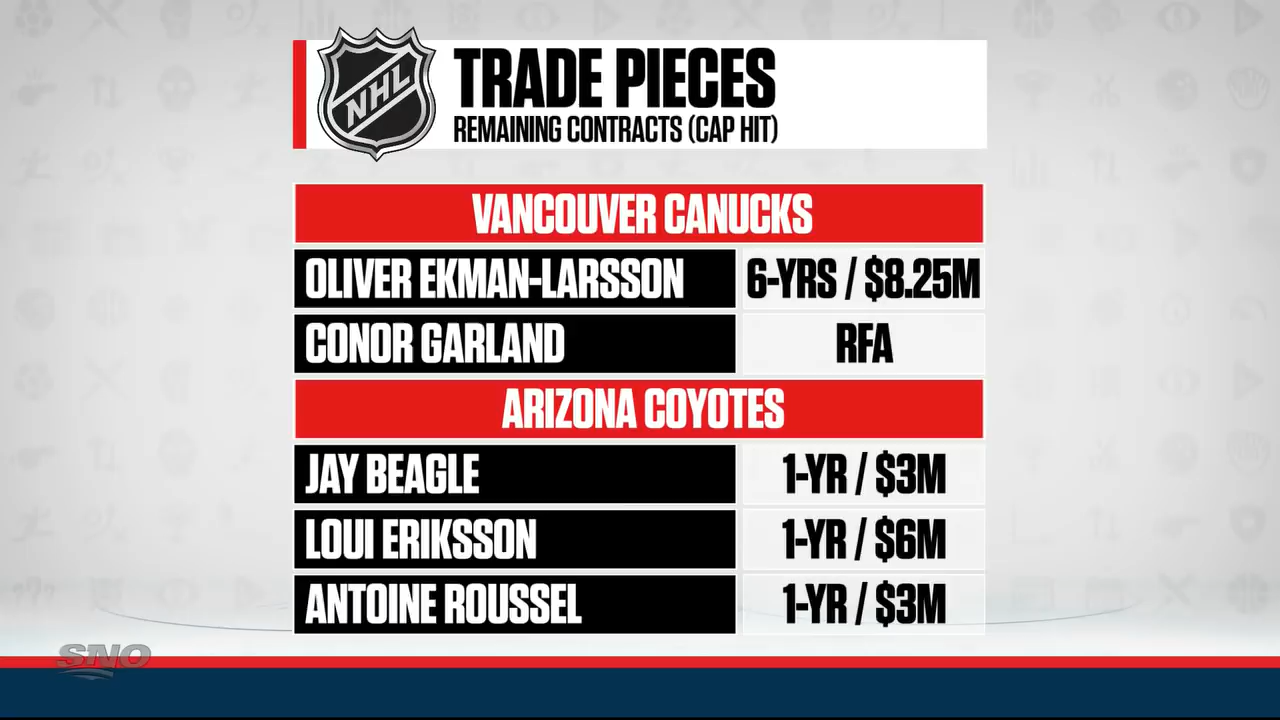 NHL
TRADE PIECES
REMAINING CONTRACTS (CAP HIT)
VANCOUVER CANUCKS
OLIVER EKMAN-LARSSON 6-YRS / $8.25M
CONOR GARLAND RFA
ARIZONA COYOTES
JAY BEAGLE 1-YR / $3M
LOUI ERIKSSON 1-YR / $6M
ANTOINE ROUSSEL 1-YR / $3M
SNO